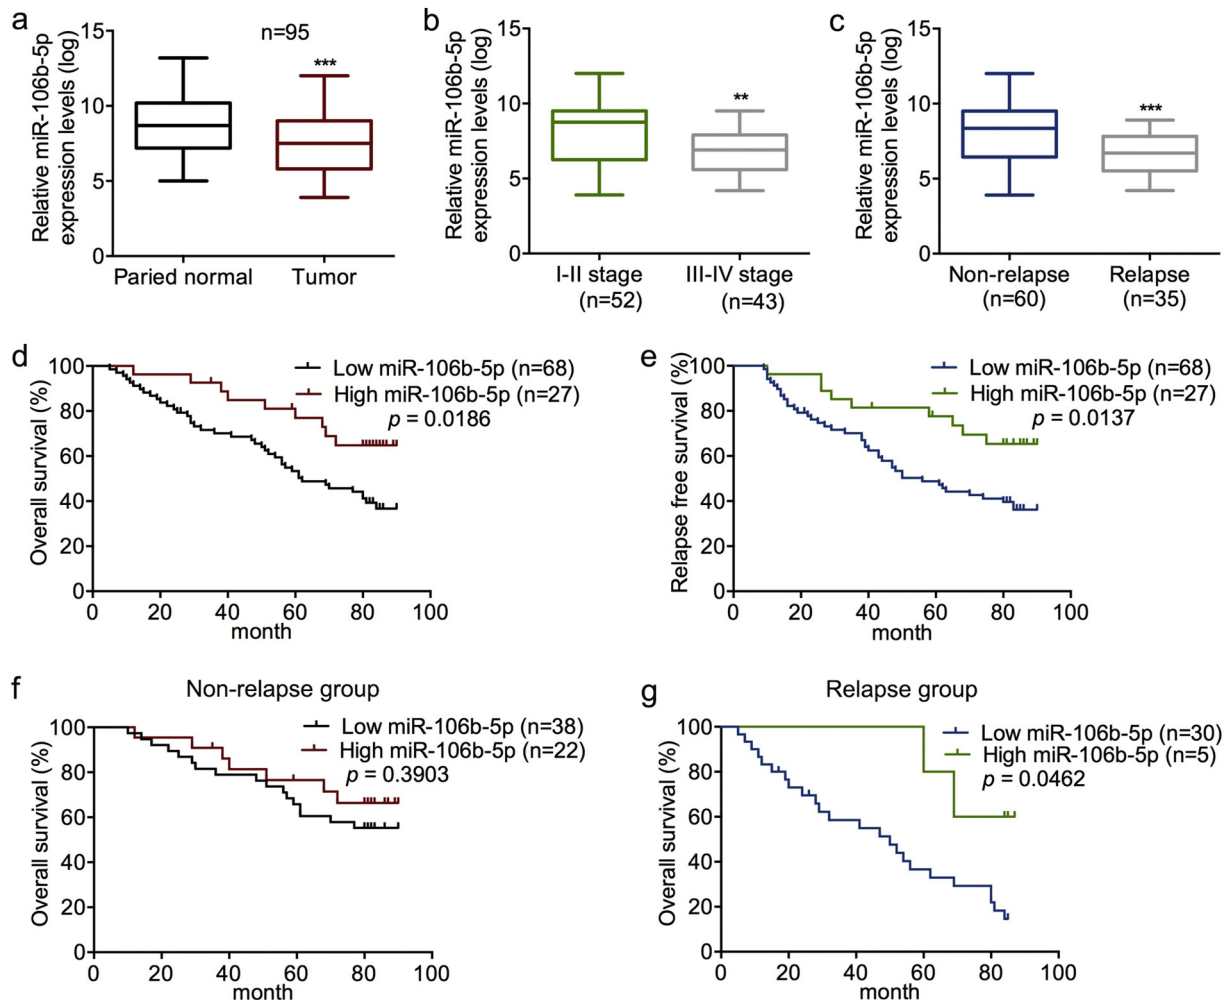 a
Relative miR-106b-5p
expression levels (log)
15
10
5
0
n=95
***
Paried normal
Tumor
b
Relative miR-106b-5p
expression levels (log)
15
10
5
0
**
I-II stage
(n=52)
III-IV stage
(n=43)
c
Relative miR-106b-5p
expression levels (log)
15
10
5
0
***
Non-relapse
(n=60)
Relapse
(n=35)
d
Overall survival (%)
100
80
60
40
20
0
Low miR-106b-5p (n=68)
High miR-106b-5p (n=27)
p = 0.0186
0 20 40 60 80 100
month
e
Relapse free survival (%)
100
80
60
40
20
0
Low miR-106b-5p (n=68)
High miR-106b-5p (n=27)
p = 0.0137
0 20 40 60 80 100
month
f
Non-relapse group
Overall survival (%)
100
80
60
40
20
0
Low miR-106b-5p (n=38)
High miR-106b-5p (n=22)
p = 0.3903
0 20 40 60 80 100
month
g
Relapse group
Overall survival (%)
100
80
60
40
20
0
Low miR-106b-5p (n=30)
High miR-106b-5p (n=5)
p = 0.0462
0 20 40 60 80 100
month